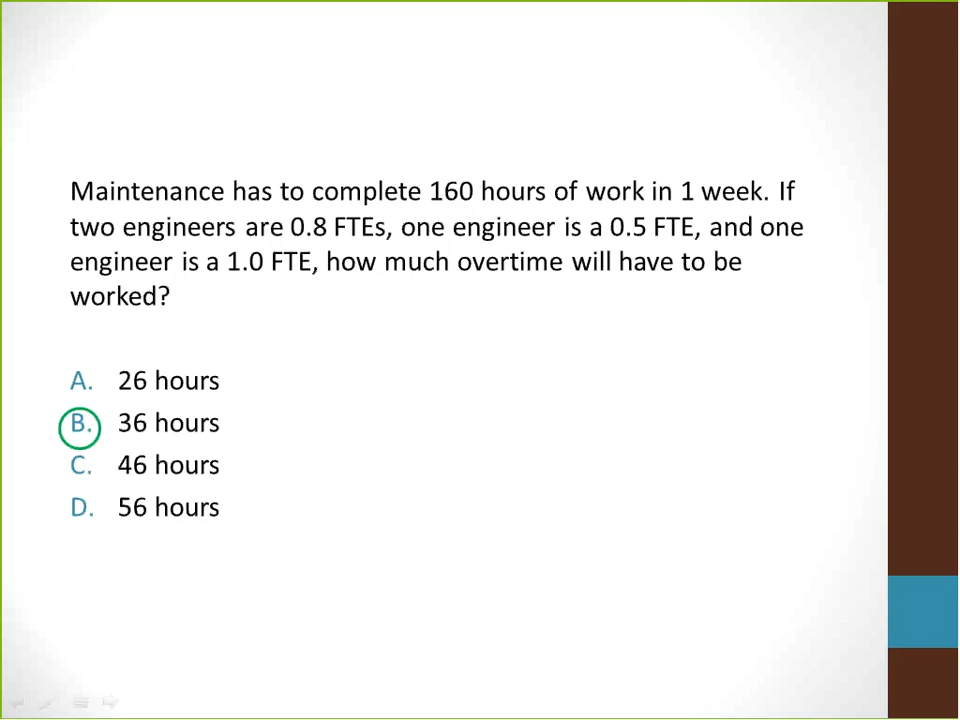 Maintenance has to complete 160 hours of work in 1 week. If
two engineers are 0.8 FTEs, one engineer is a 0.5 FTE, and one
engineer is a 1.0 FTE, how much overtime will have to be
worked?
A. 26 hours
B. 36 hours
C. 46 hours
D. 56 hours